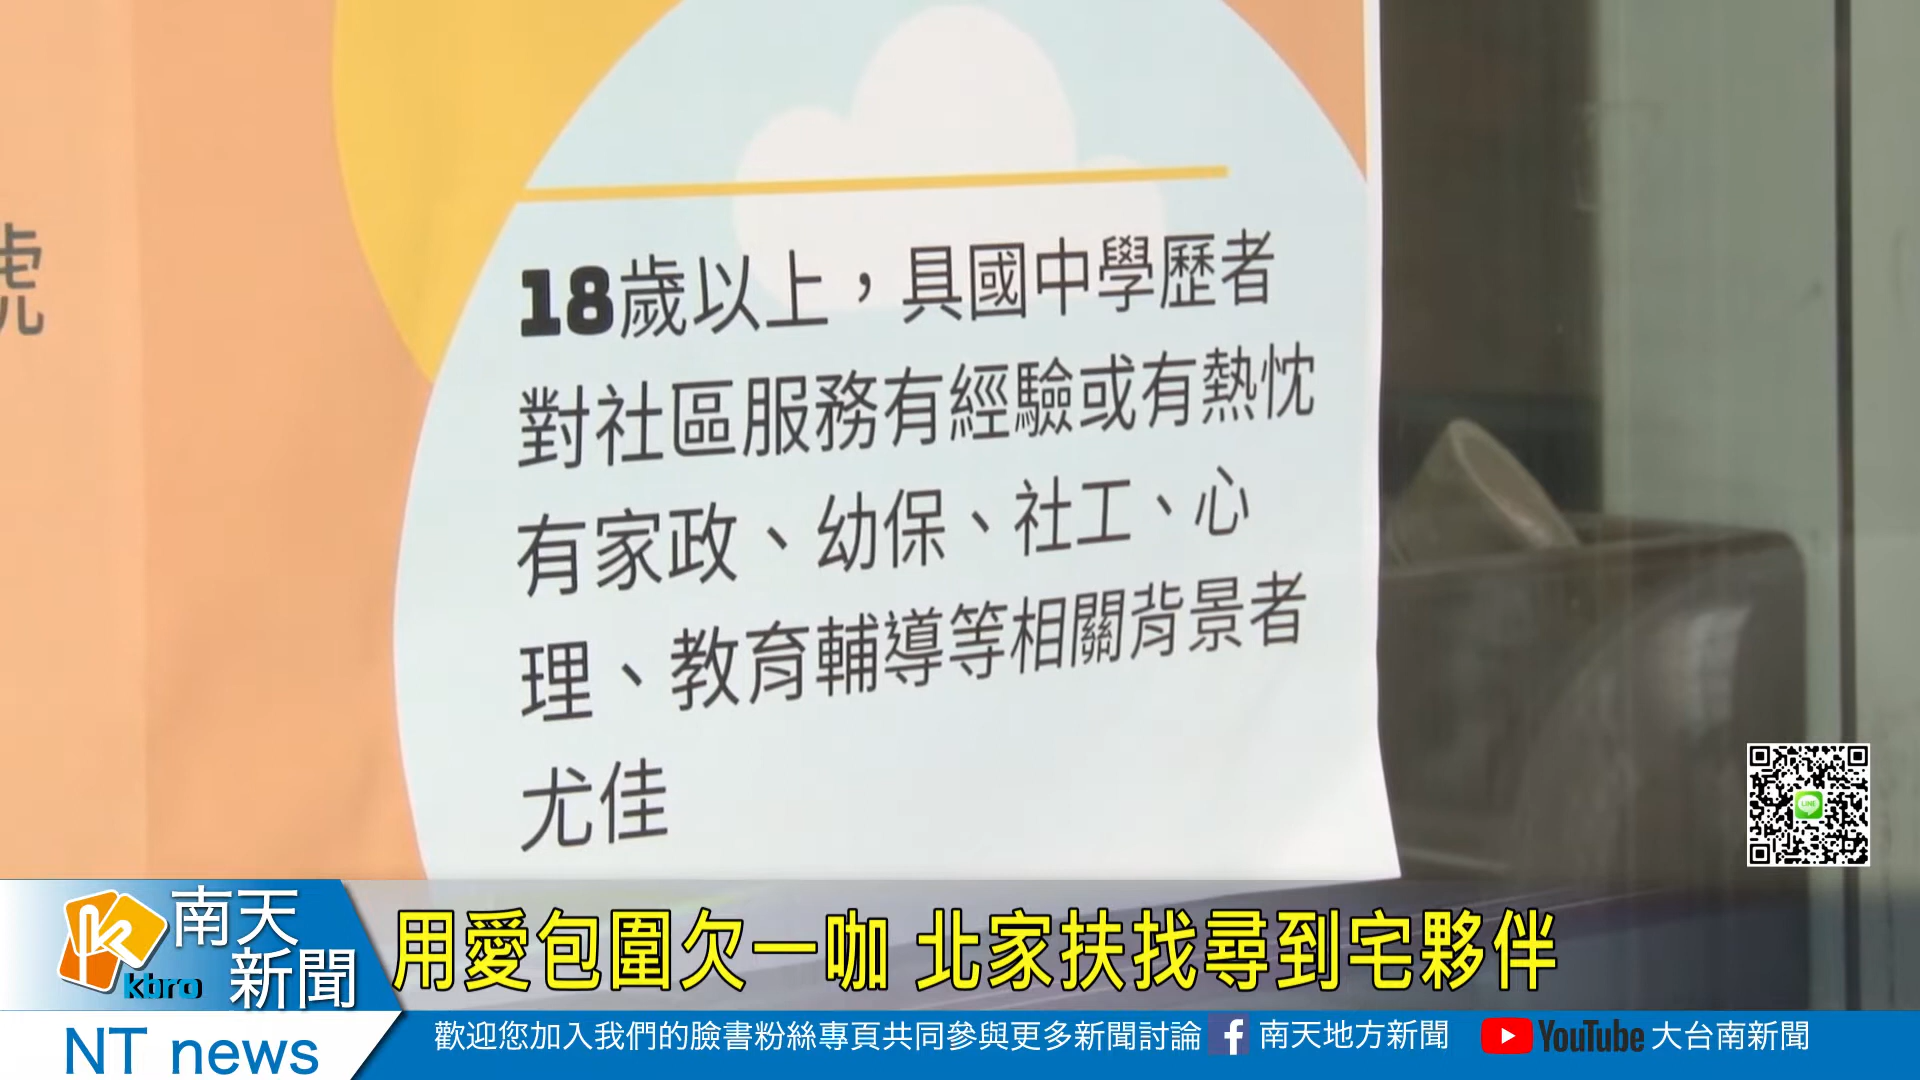 號
18歲以上，具國中學歷者
對社區服務有經驗或有熱忱
有家政、幼保、社工、心
理、教育輔導等相關背景者
尤佳
LINE
南天
新聞
kbro
用愛包圍欠一咖 北家扶找尋到宅夥伴
NT news
歡迎您加入我們的臉書粉絲專頁共同參與更多新聞討論 南天地方新聞 YouTube 大台南新聞